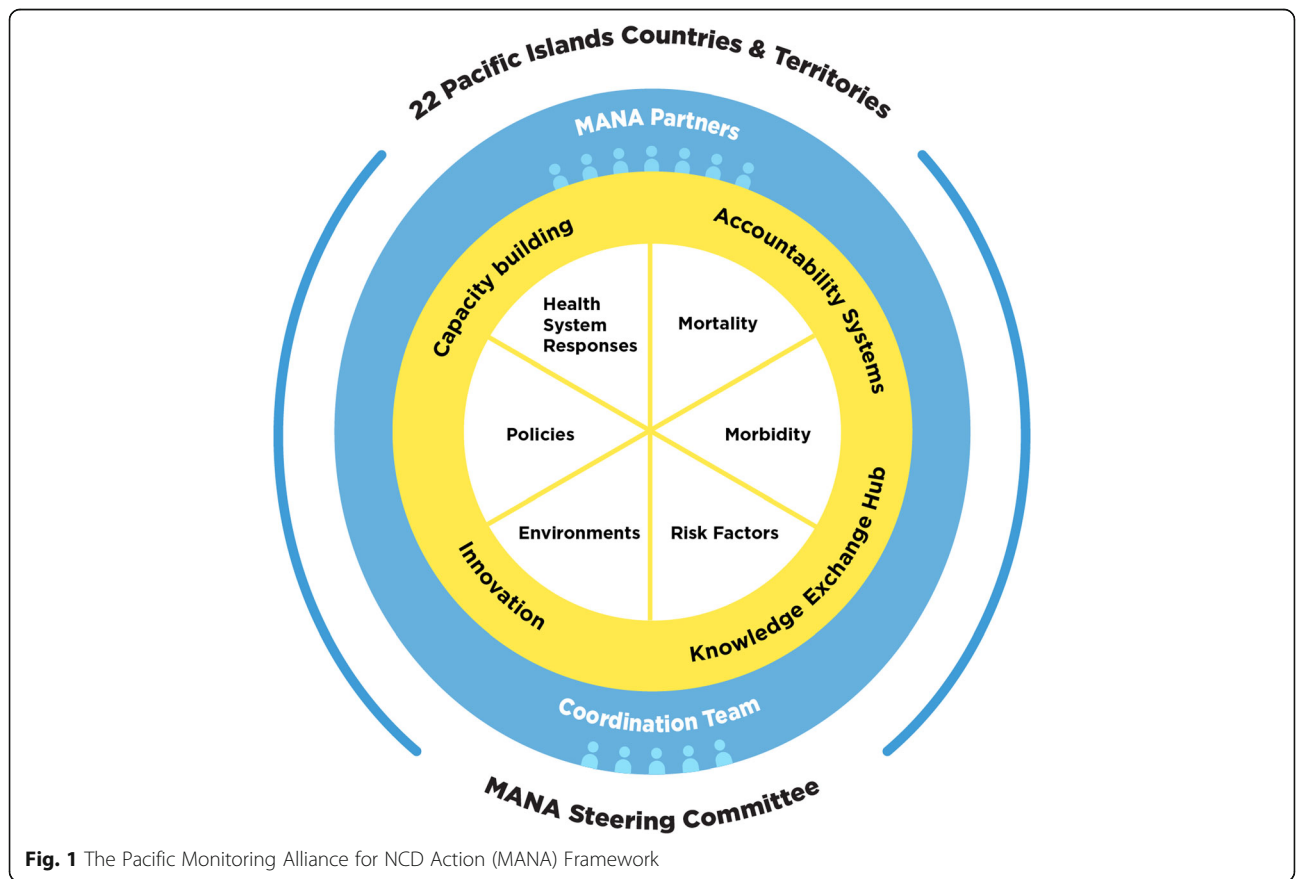 22 Pacific Islands Countries & Territories
MANA Partners
Capacity building
Accountability Systems
Health
System
Responses
Mortality
Policies
Morbidity
Environments
Risk Factors
Innovation
Knowledge Exchange Hub
Coordination Team
MANA Steering Committee
Fig. 1 The Pacific Monitoring Alliance for NCD Action (MANA) Framework